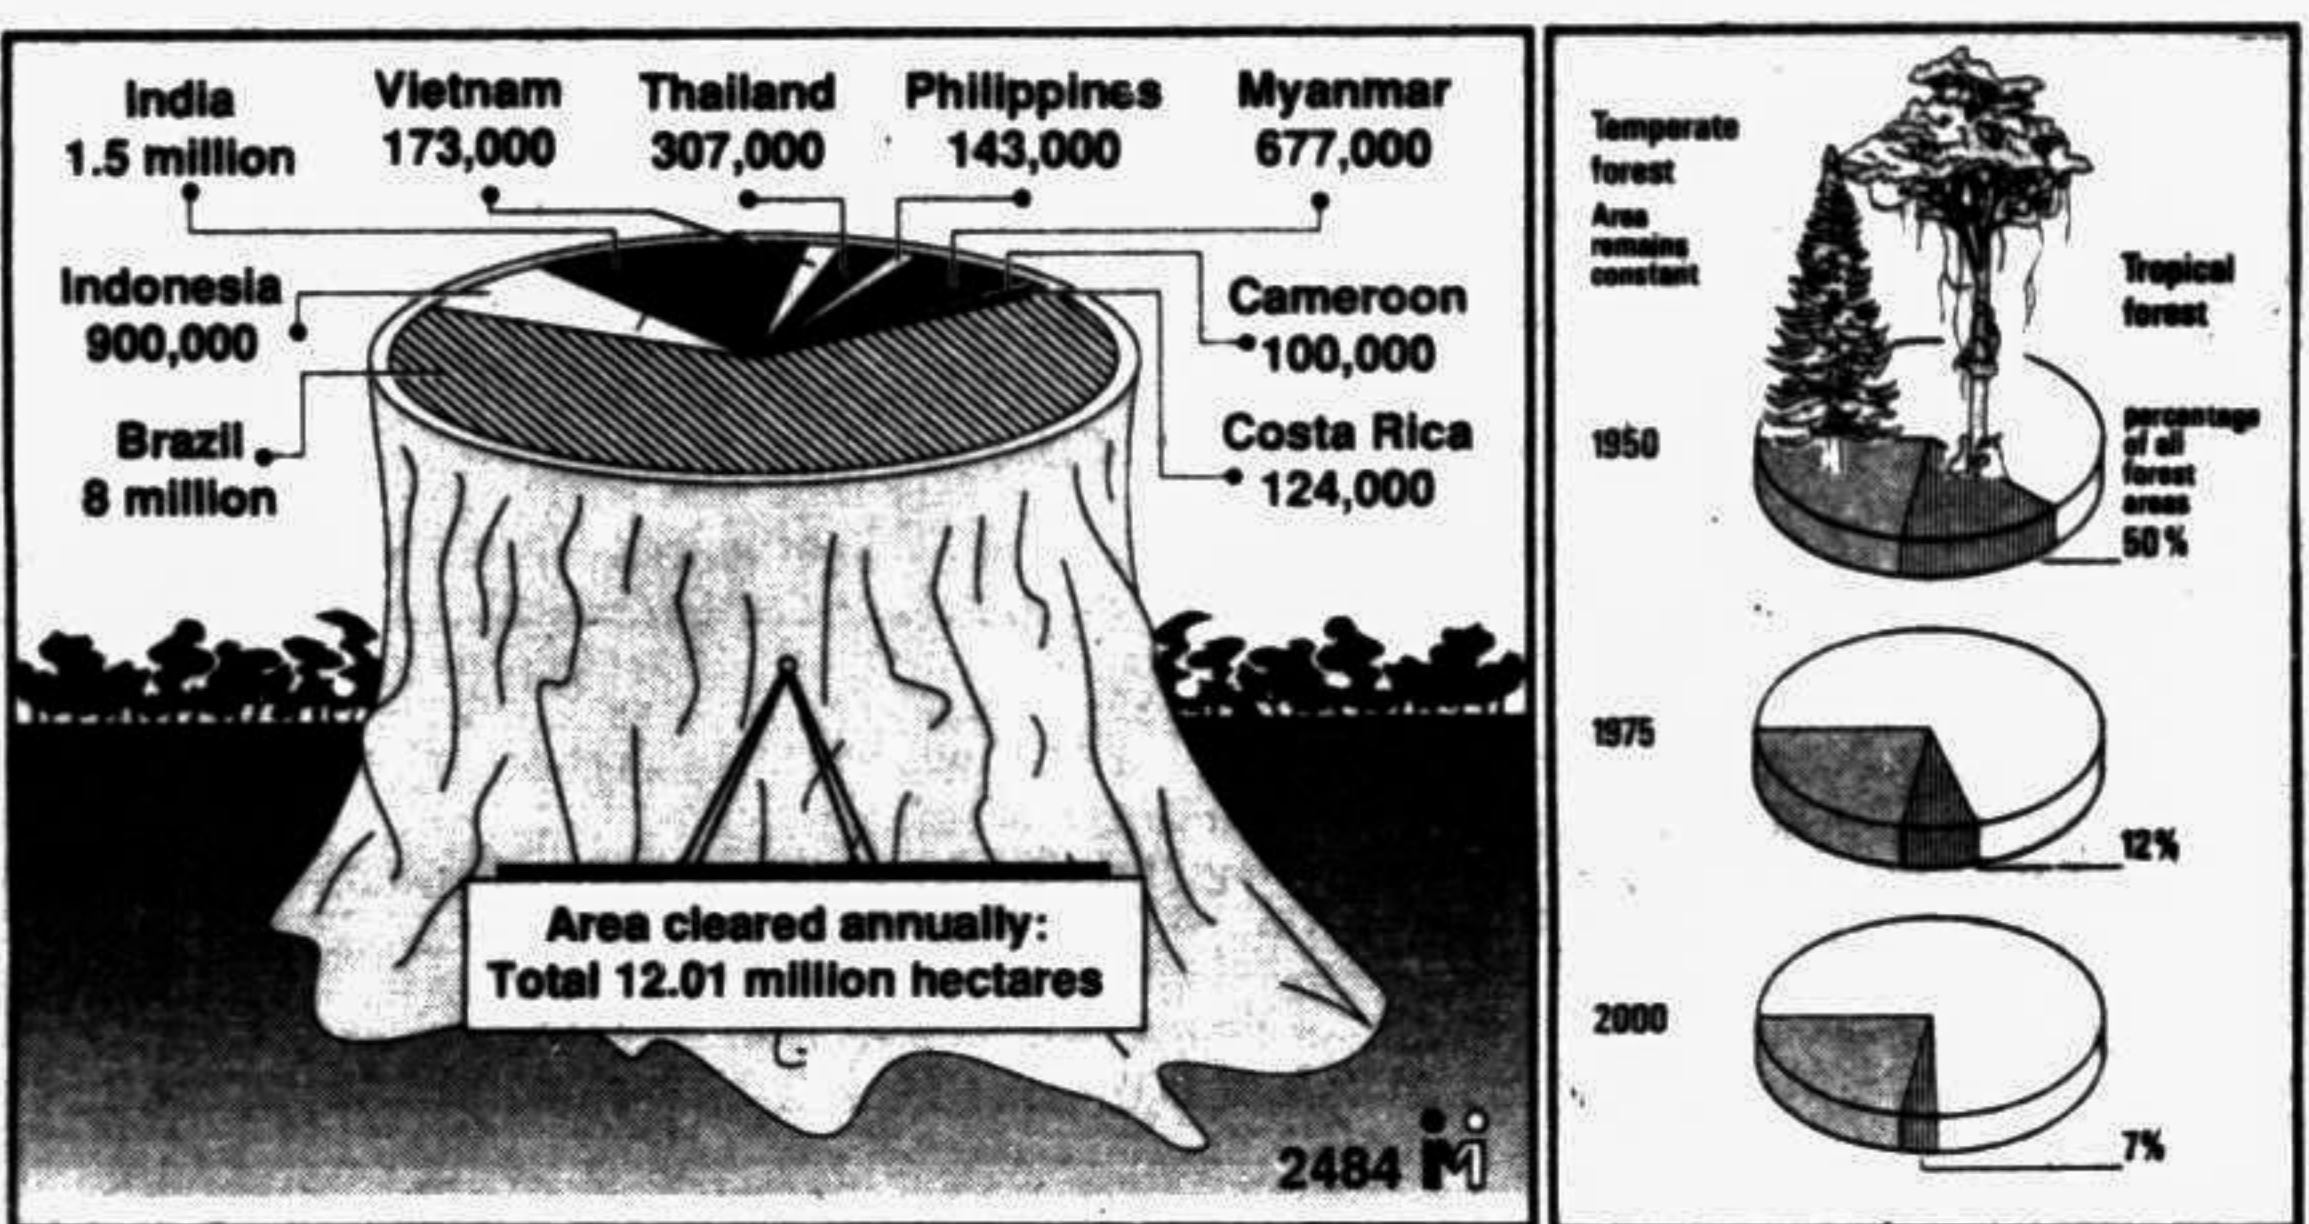 India
1.5 million
Vietnam
173,000
Thailand
307,000
Philippines
143,000
Myanmar
677,000
Indonesia
900,000
Brazil
8 million
Cameroon
100,000
Costa Rica
124,000
Area cleared annually:
Total 12.01 million hectares
2484 iMi
Temperate
forest
Area
remains
constant
Tropical
forest
1950
percentage
of all
forest
areas
50%
1975
12%
2000
7%